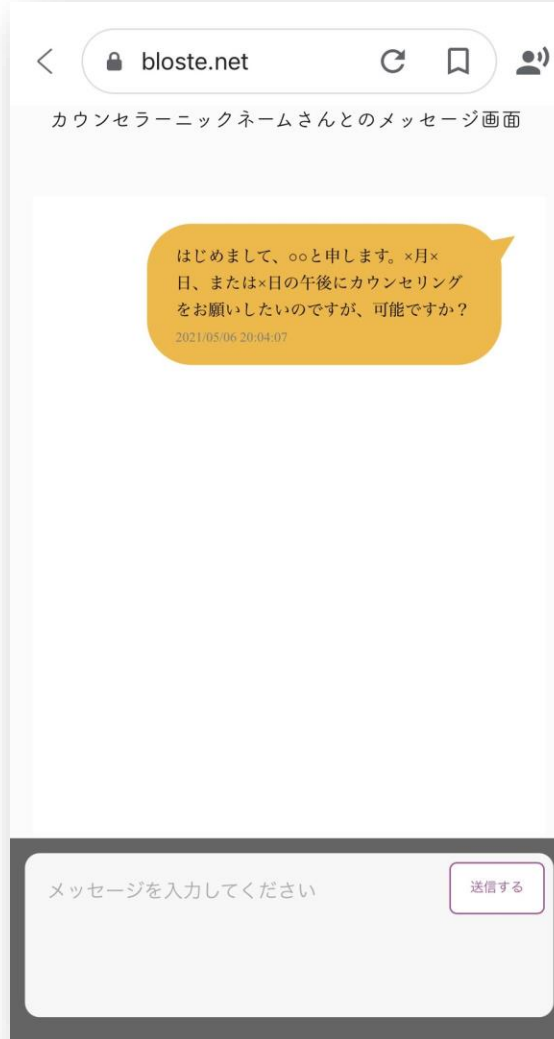 bloste.net
カウンセラーニックネームさんとのメッセージ画面
はじめまして、○○と申します。×月×
日、または×日の午後にカウンセリング
をお願いしたいのですが、可能ですか？
2021/05/06 20:04:07
メッセージを入力してください
送信する